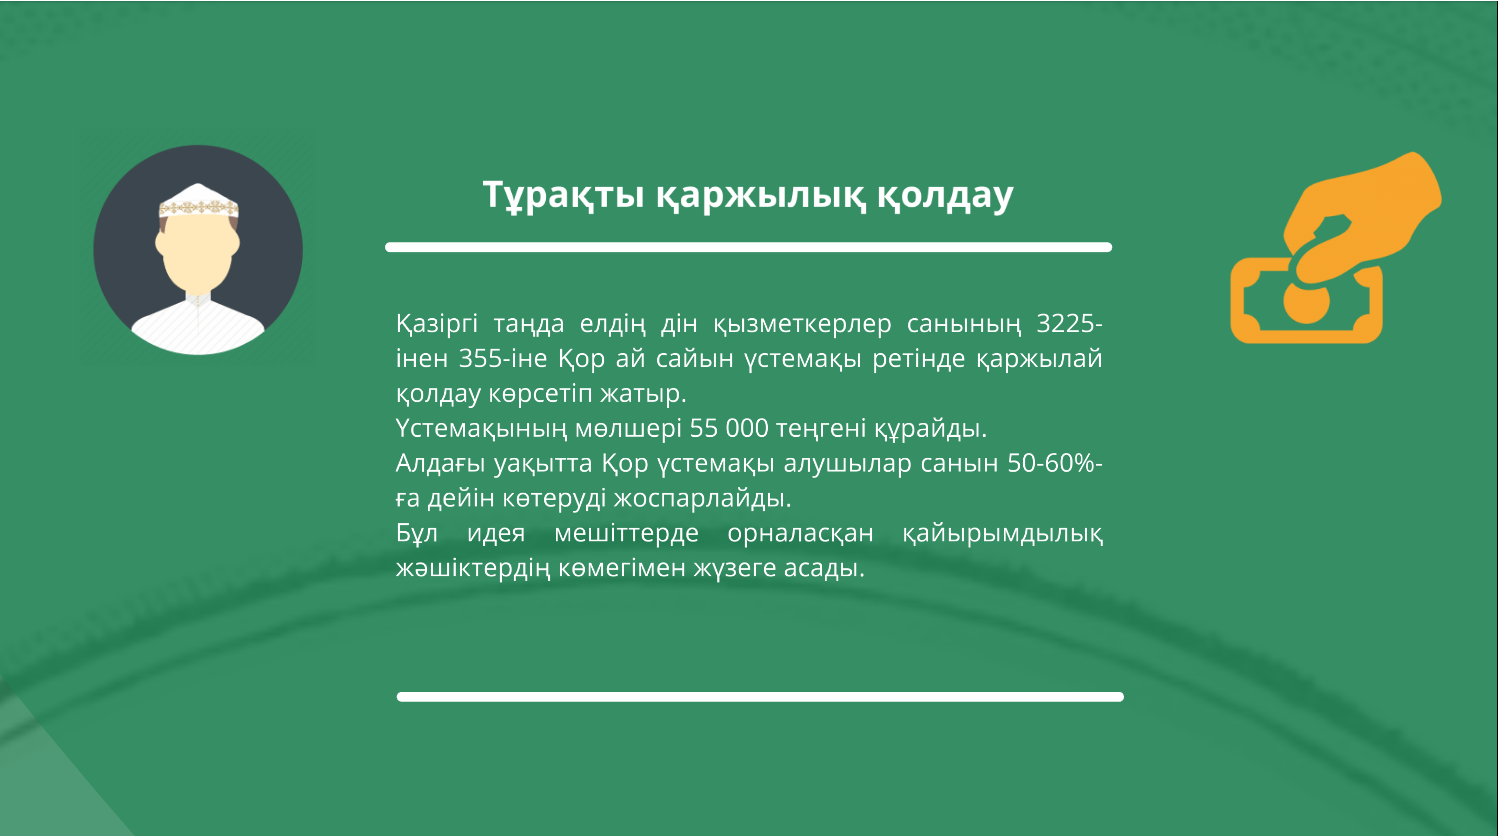 Тұрақты қаржылық қолдау
Қазіргі таңда елдің дін қызметкерлер санының 3225-
інен 355-іне Қор ай сайын үстемақы ретінде қаржылай
қолдау көрсетіп жатыр.
Үстемақының мөлшері 55 000 теңгені құрайды.
Алдағы уақытта Қор үстемақы алушылар санын 50-60%-
ға дейін көтеруді жоспарлайды.
Бұл идея мешіттерде орналасқан қайырымдылық
жәшіктердің көмегімен жүзеге асады.